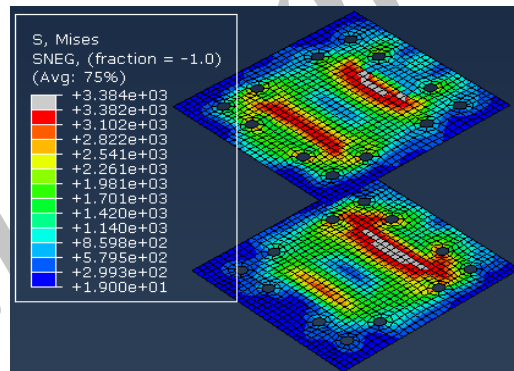 S, Mises
SNEG, (fraction = -1.0)
(Avg: 75%)
+3.384e+03
+3.382e+03
+3.102e+03
+2.822e+03
+2.541e+03
+2.261e+03
+1.981e+03
+1.701e+03
+1.420e+03
+1.140e+03
+8.598e+02
+5.795e+02
+2.993e+02
+1.900e+01